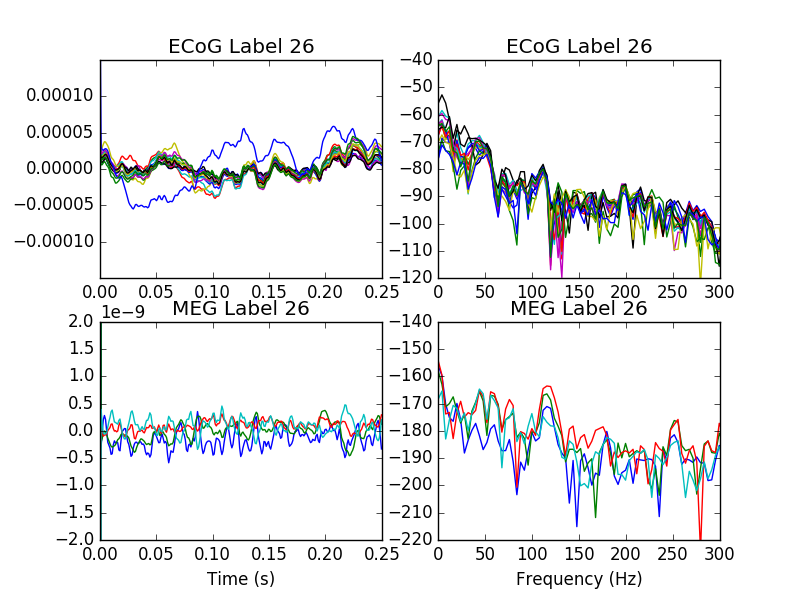 ECoG Label 26
0.00010
0.00005
0.00000
−0.00005
−0.00010
0.00 0.05 0.10 0.15 0.20 0.25
ECoG Label 26
−40
−50
−60
−70
−80
−90
−100
−110
−120
0 50 100 150 200 250 300
MEG Label 26
1e−9
2.0
1.5
1.0
0.5
0.0
−0.5
−1.0
−1.5
−2.0
0.00 0.05 0.10 0.15 0.20 0.25
Time (s)
MEG Label 26
−140
−150
−160
−170
−180
−190
−200
−210
−220
0 50 100 150 200 250 300
Frequency (Hz)